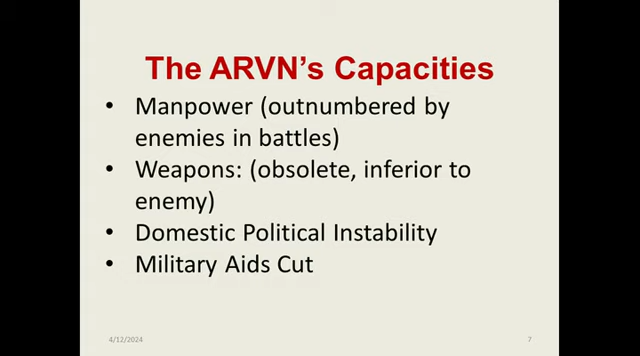 The ARVN's Capacities
• Manpower (outnumbered by
enemies in battles)
• Weapons: (obsolete, inferior to
enemy)
• Domestic Political Instability
• Military Aids Cut
4/12/2024
7